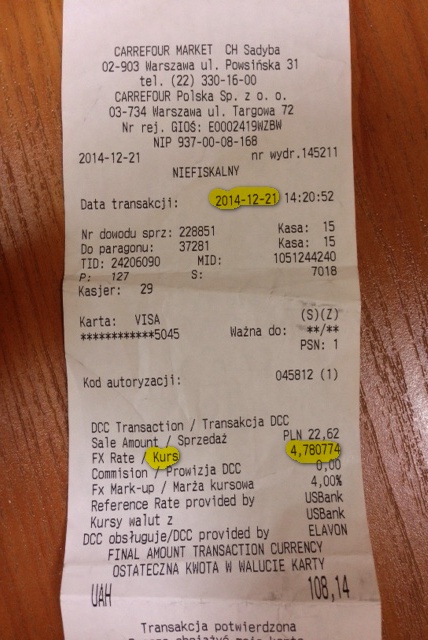 CARREFOUR MARKET CH Sadyba
02-903 Warszawa ul. Powsińska 31
tel. (22) 330-16-00
CARREFOUR Polska Sp. z o. o.
03-734 Warszawa ul. Targowa 72
Nr rej. GIOŚ: E0002419WZBW
NIP 937-00-08-168
2014-12-21 nr wydr.145211
NIEFISKALNY
Data transakcji: 2014-12-21 14:20:52
Nr dowodu sprz: 228851 Kasa: 15
Do paragonu: 37281 Kasa: 15
TID: 24206090 MID: 1051244240
P: 127 S: 7018
Kasjer: 29
(S)(Z)
Karta: VISA
************5045 Ważna do: **/**
PSN: 1
Kod autoryzacji: 045812 (1)
DCC Transaction / Transakcja DCC
Sale Amount / Sprzedaż PLN 22,62
FX Rate / Kurs 4,780774
Commision / Prowizja DCC 0,00
Fx Mark-up / Marża kursowa 4,00%
Reference Rate provided by USBank
Kursy walut z USBank
DCC obsługuje/DCC provided by ELAVON
FINAL AMOUNT TRANSACTION CURRENCY
OSTATECZNA KWOTA W WALUCIE KARTY
UAH 108,14
Transakcja potwierdzona